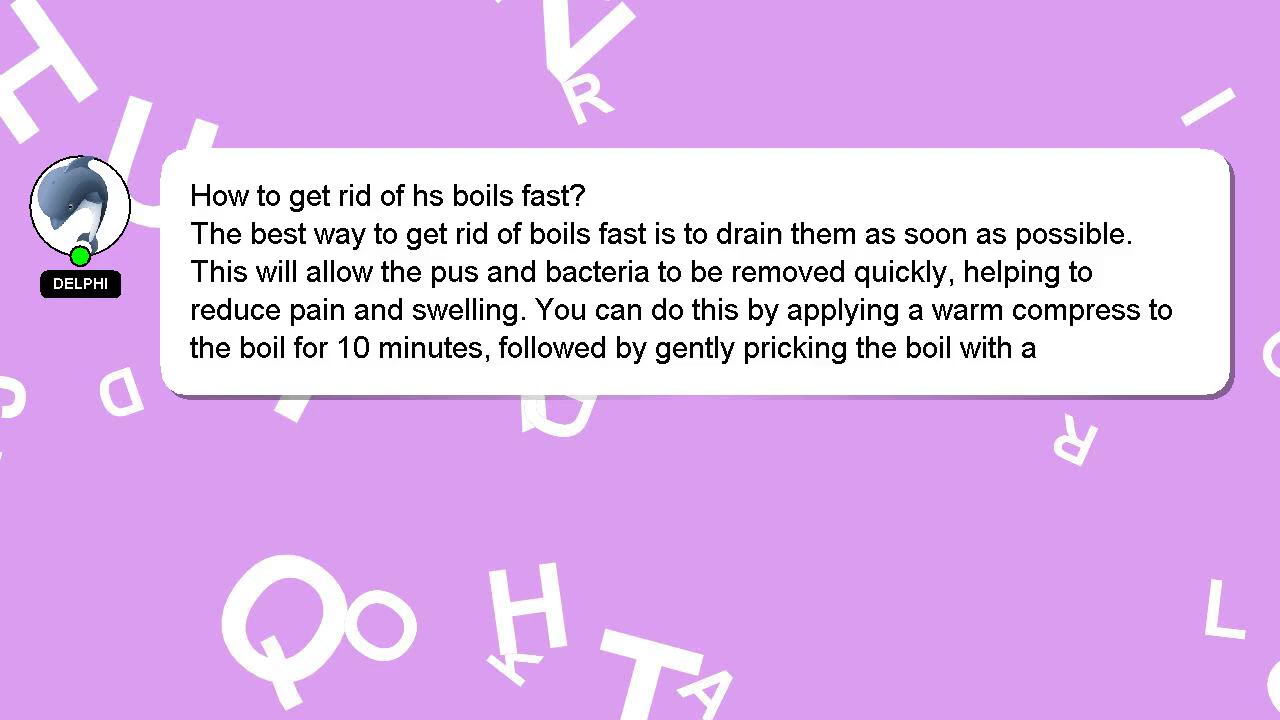 How to get rid of hs boils fast?
The best way to get rid of boils fast is to drain them as soon as possible.
This will allow the pus and bacteria to be removed quickly, helping to
reduce pain and swelling. You can do this by applying a warm compress to
the boil for 10 minutes, followed by gently pricking the boil with a
DELPHI
H
U
V
R
I
D
R
Q
O
H
K
T
A
L